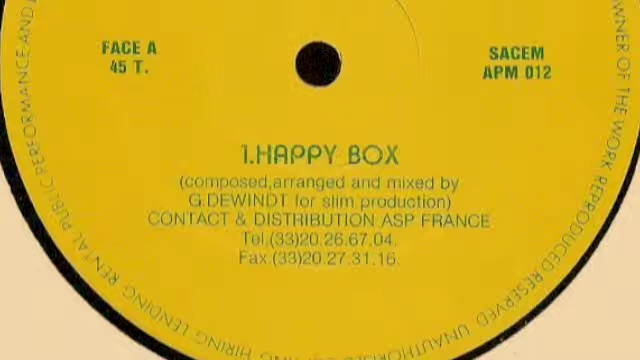 FACE A
45 T.
SACEM
APM 012
1.HAPPY BOX
(composed,arranged and mixed by
G.DEWINDT for slim production)
CONTACT & DISTRIBUTION ASP FRANCE
Tel.(33)20.26.67.04.
Fax.(33)20.27.31.16.
OWNER OF THE WORK REPRODUCED RESERVED UNAUTHORISED
HIRING LENDING RENTAL PUBLIC PERFORMANCE AND